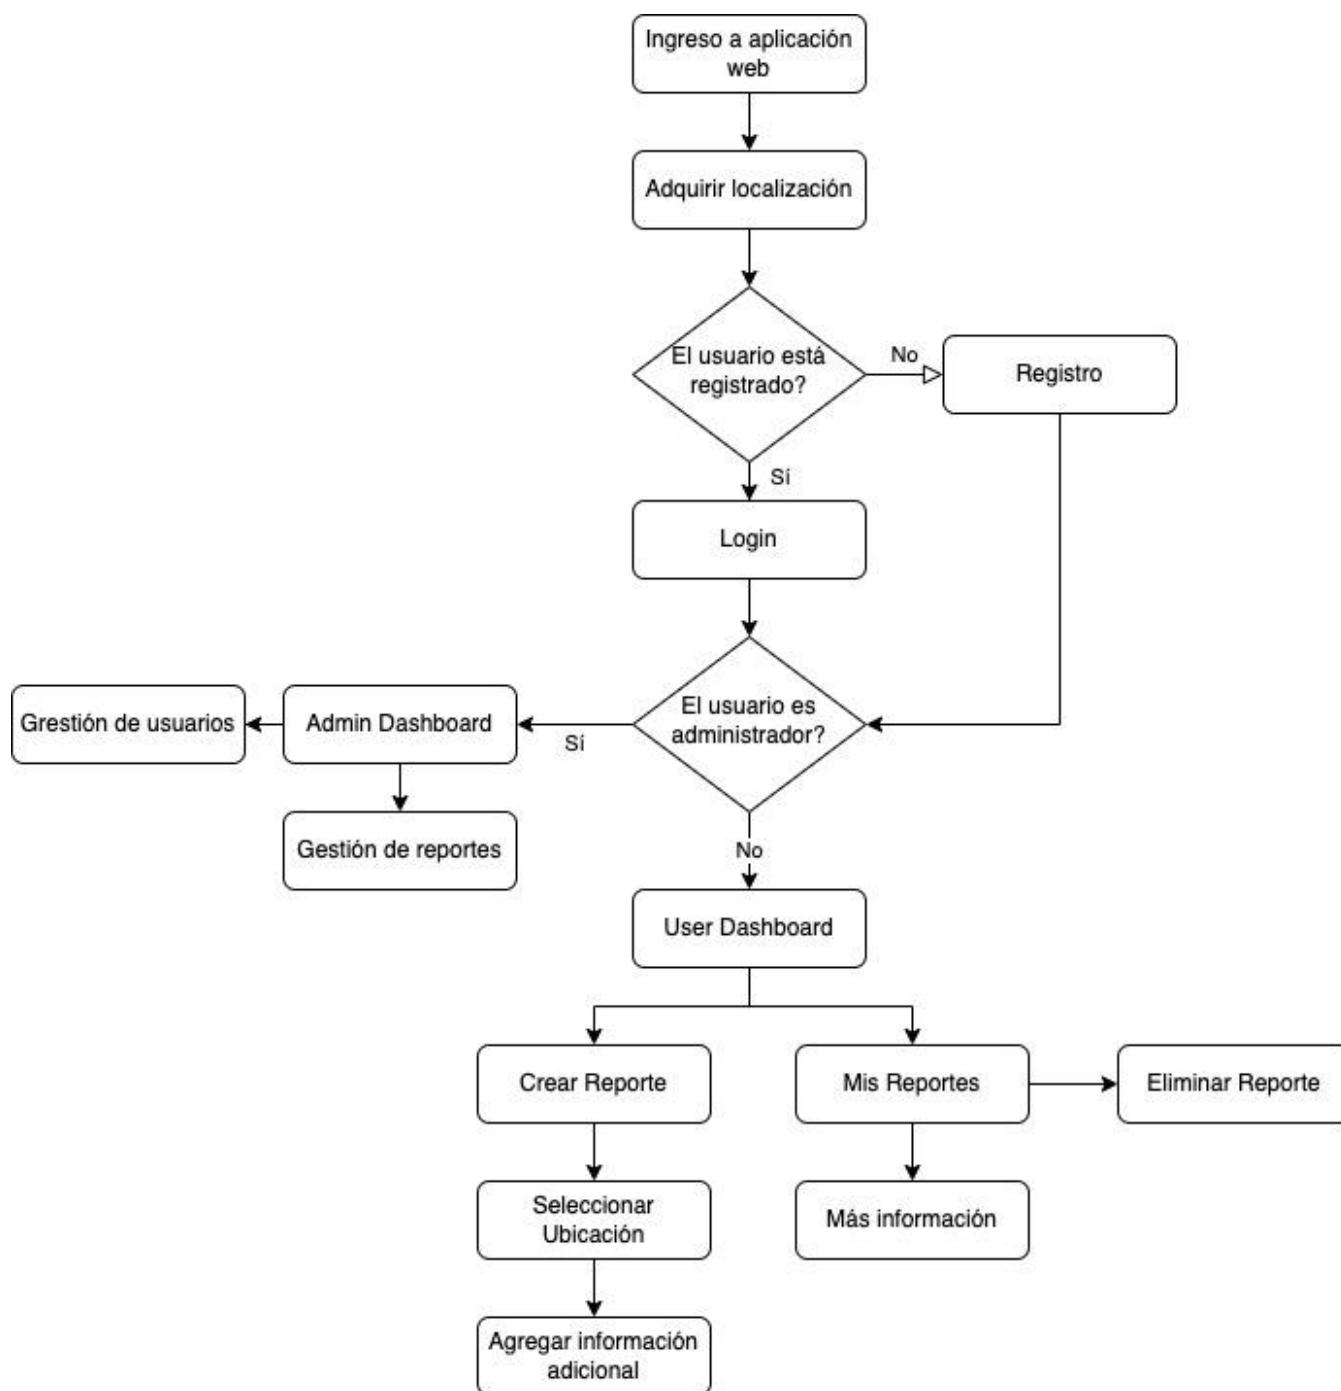 Ingreso a aplicación
web
Adquirir localización
El usuario está
registrado?
No
Registro
Sí
Login
El usuario es
administrador?
Sí
Admin Dashboard
Grestión de usuarios
Gestión de reportes
No
User Dashboard
Crear Reporte
Mis Reportes
Eliminar Reporte
Seleccionar
Ubicación
Más información
Agregar información
adicional